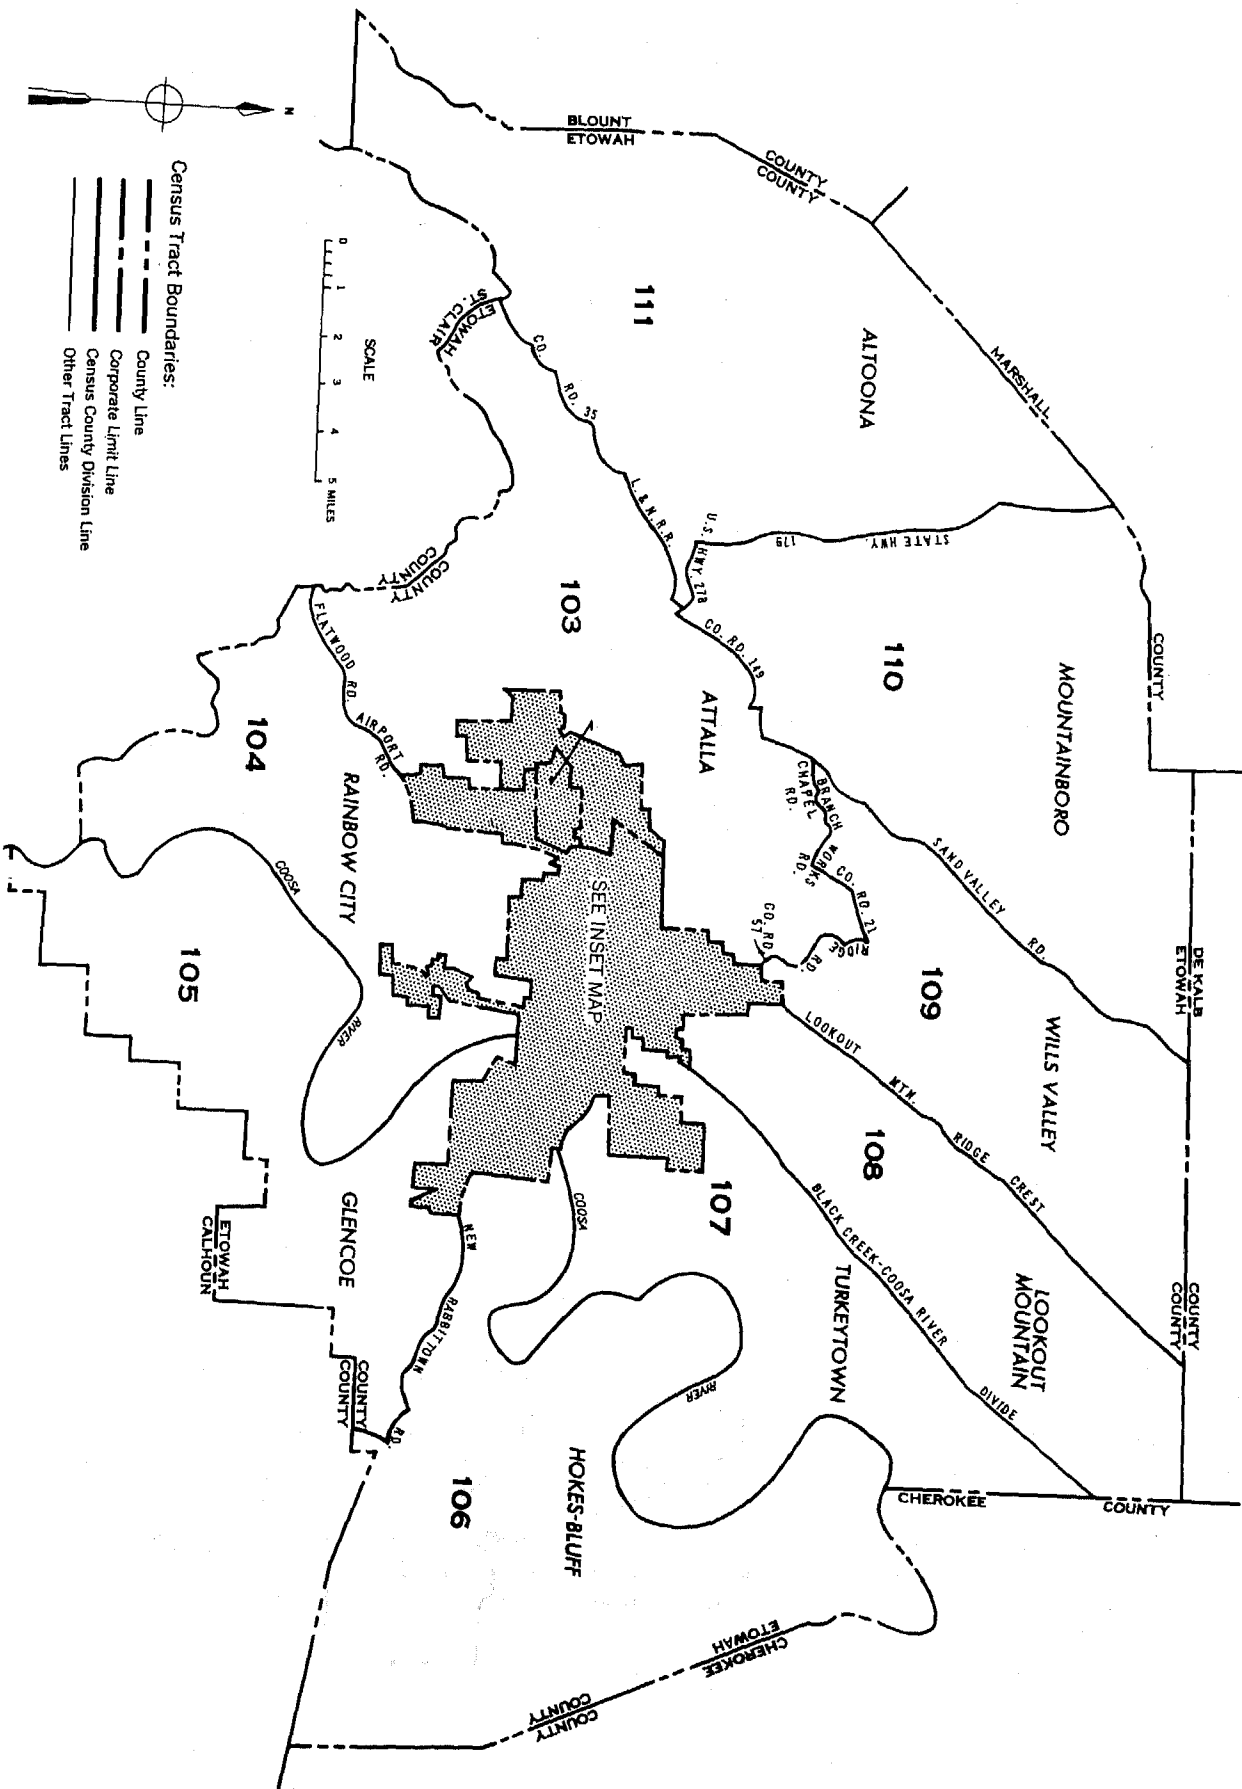 BLOUNT
ETOWAH
COUNTY
COUNTY
MARSHALL
COUNTY
DE KALB
ETOWAH
COUNTY
COUNTY
CHEROKEE
COUNTY
ALTOONA
111
STATE HWY.
179
U.S. HWY. 278
MOUNTAINBORO
110
CO. RD. 35
L. & N. R.R.
CO. RD. 149
SAND VALLEY RD.
BRANCH
CHAPEL
RD.
WORKS
RD.
CO. RD. 21
RIDGE RD.
CO. RD.
57
WILLS VALLEY
109
LOOKOUT MTN. RIDGE CREST
LOOKOUT
MOUNTAIN
108
BLACK CREEK-COOSA RIVER DIVIDE
TURKEYTOWN
107
ATTALLA
103
SEE INSET MAP
COOSA
RIVER
HOKES-BLUFF
106
ETOWAH
CHEROKEE
COUNTY
COUNTY
NEW RABBITTOWN RD.
GLENCOE
105
COUNTY
COUNTY
ETOWAH
CALHOUN
COOSA
RIVER
RAINBOW CITY
104
FLATWOOD RD.
AIRPORT
RD.
ETOWAH
ST. CLAIR
COUNTY
COUNTY
N
SCALE
0 1 2 3 4 5 MILES
Census Tract Boundaries:
County Line
Corporate Limit Line
Census County Division Line
Other Tract Lines